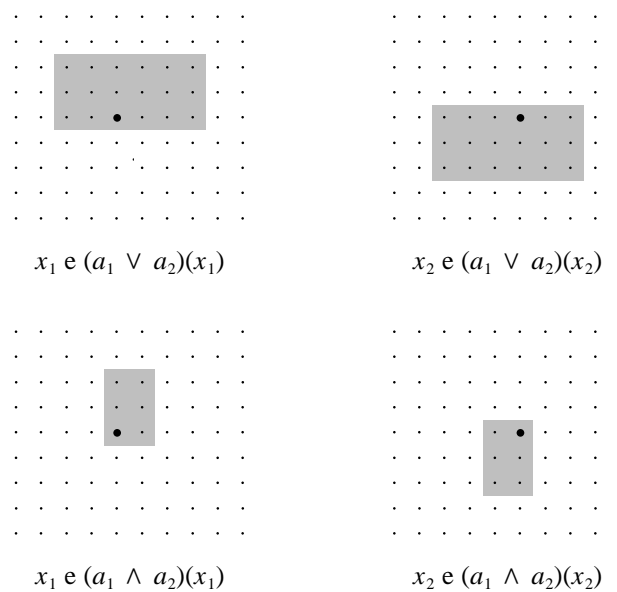 x₁ e (a₁ ∨ a₂)(x₁)
x₂ e (a₁ ∨ a₂)(x₂)
x₁ e (a₁ ∧ a₂)(x₁)
x₂ e (a₁ ∧ a₂)(x₂)